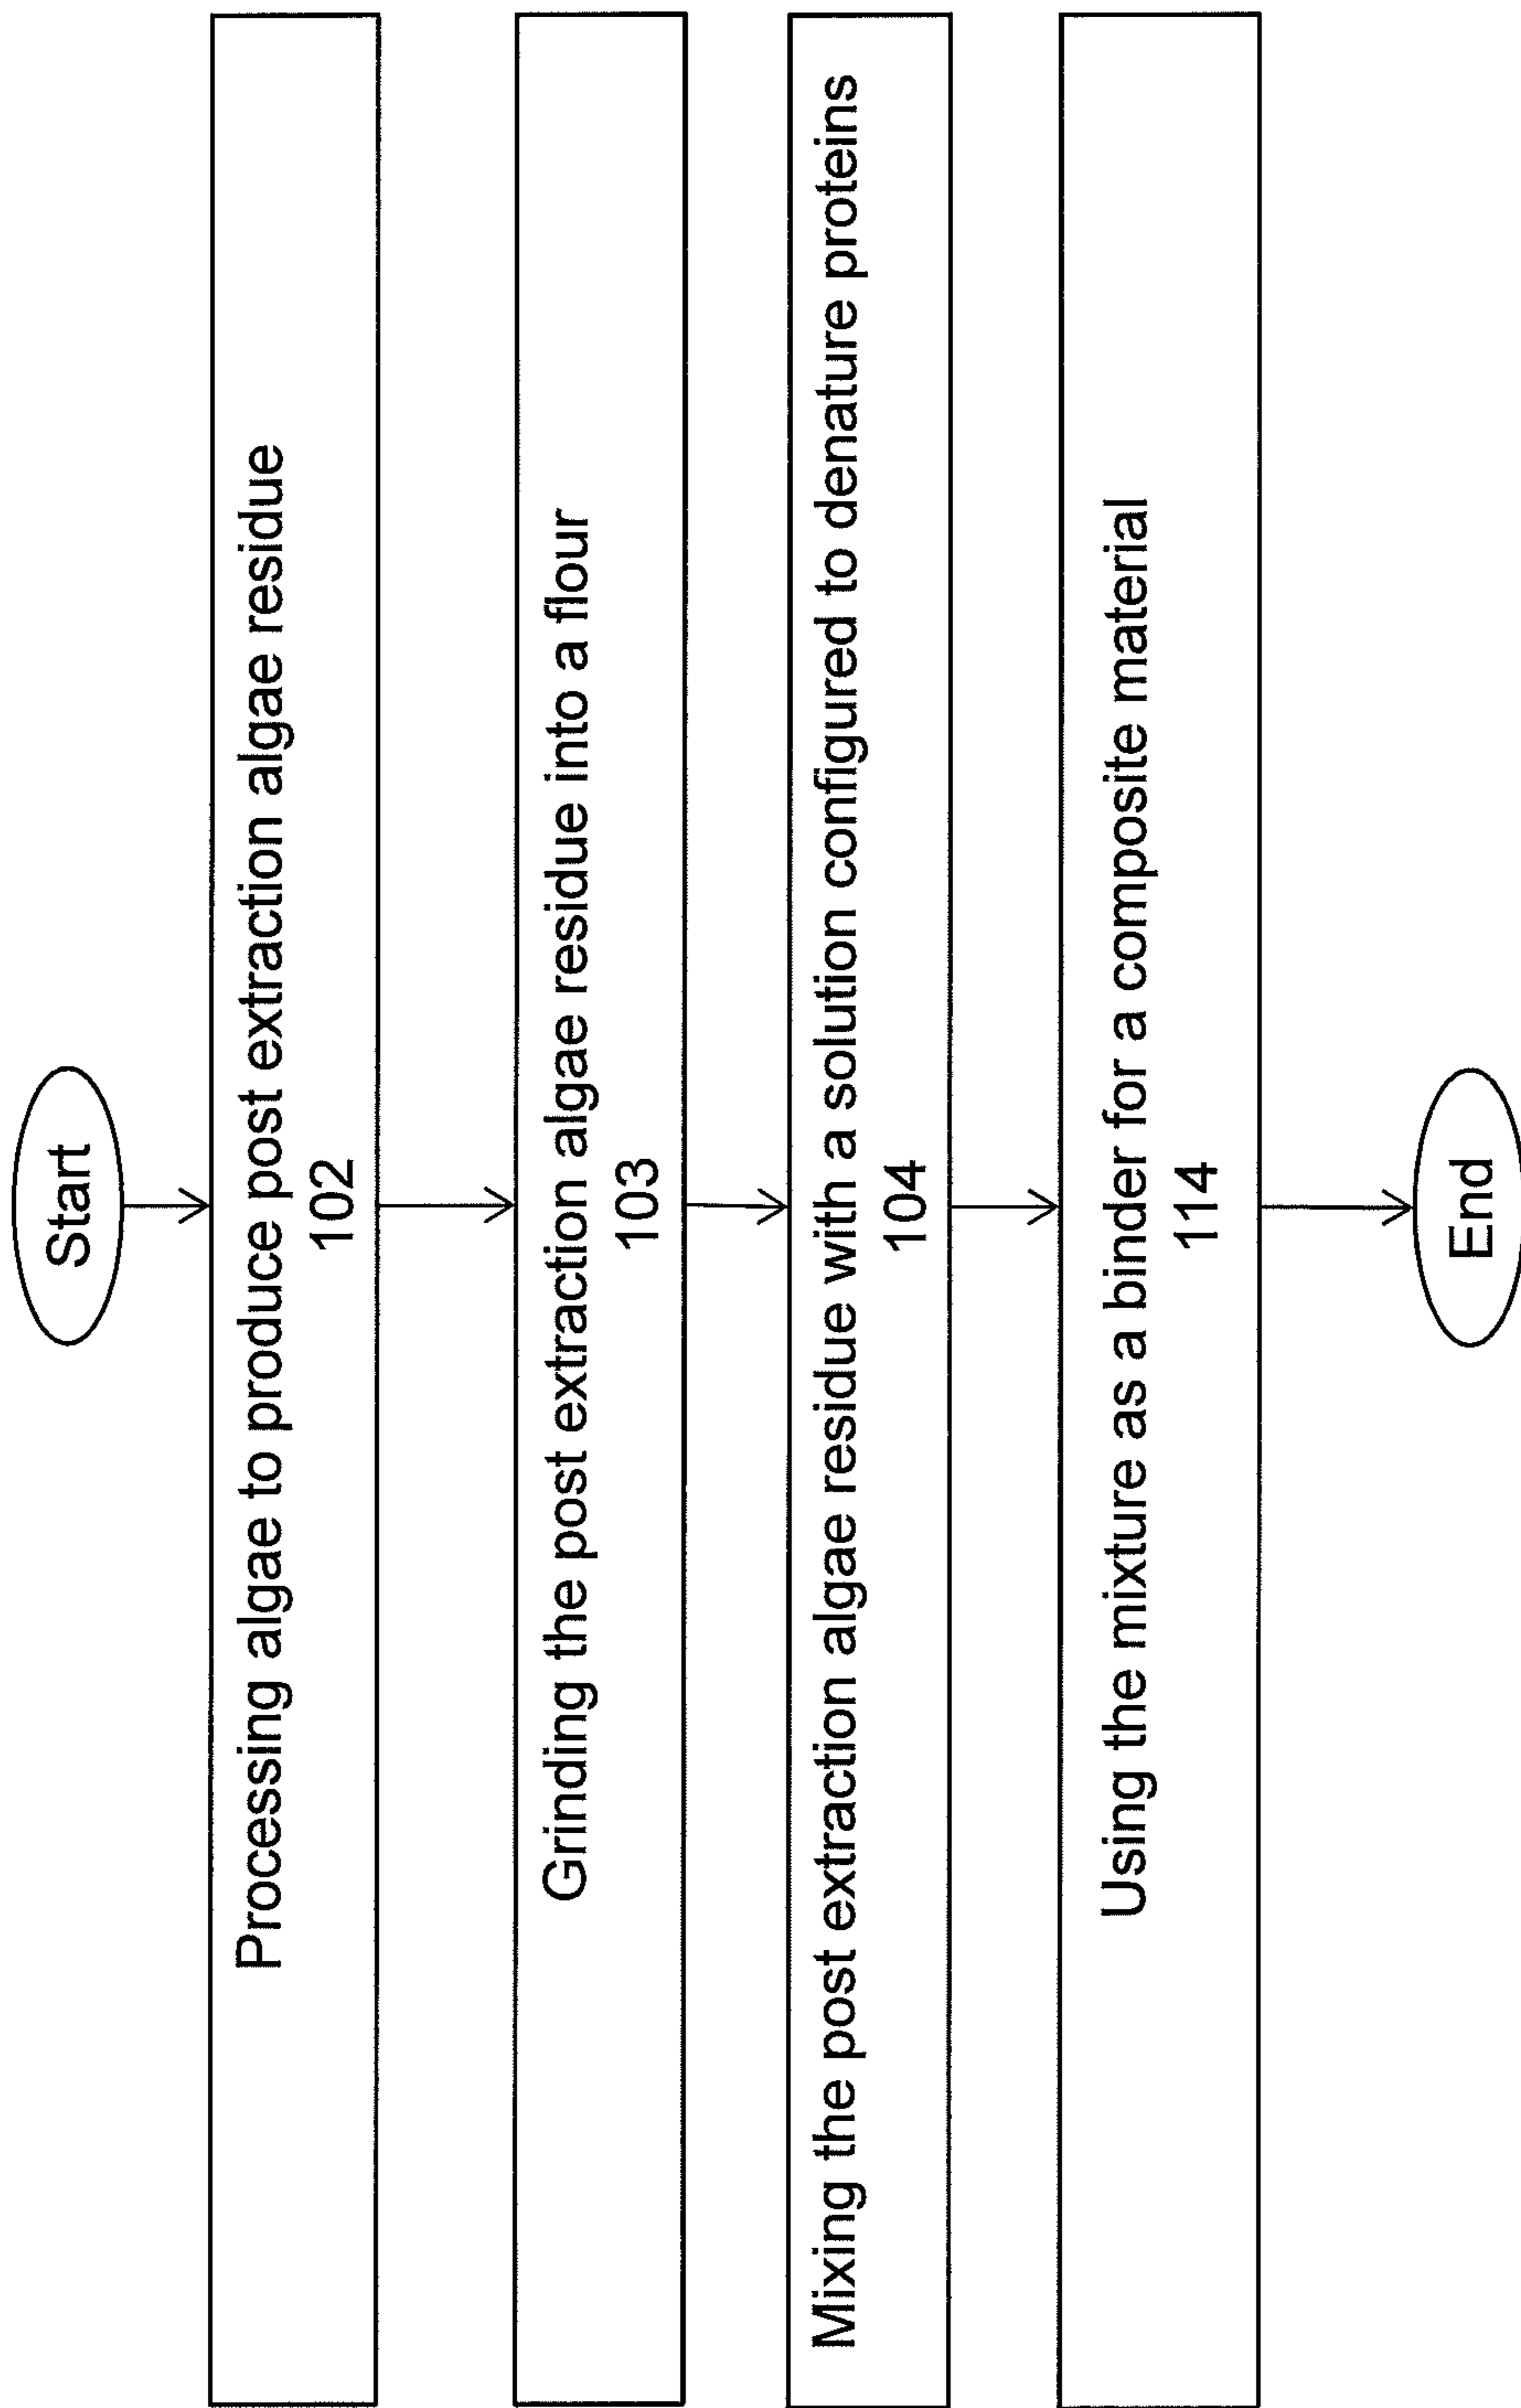 Start
Processing algae to produce post extraction algae residue
102
Grinding the post extraction algae residue into a flour
103
Mixing the post extraction algae residue with a solution configured to denature proteins
104
Using the mixture as a binder for a composite material
114
End